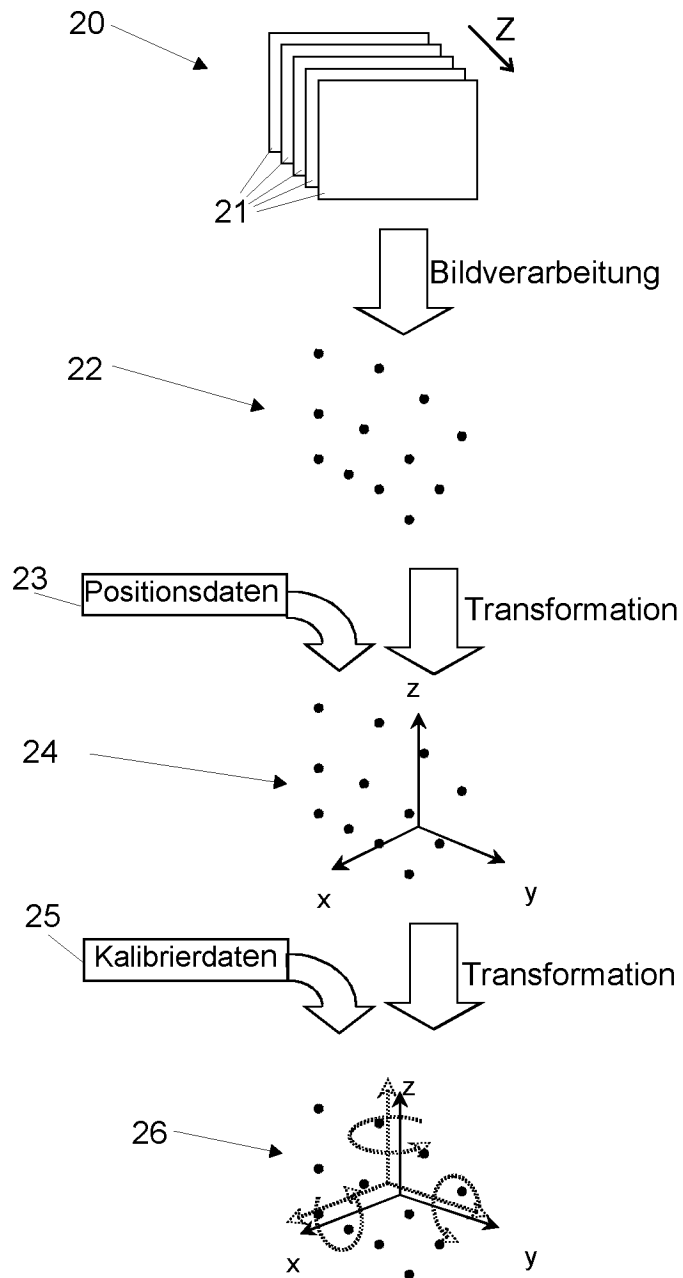 20
Z
21
Bildverarbeitung
22
23
Positionsdaten
Transformation
z
24
x
y
25
Kalibrierdaten
Transformation
z
26
x
y